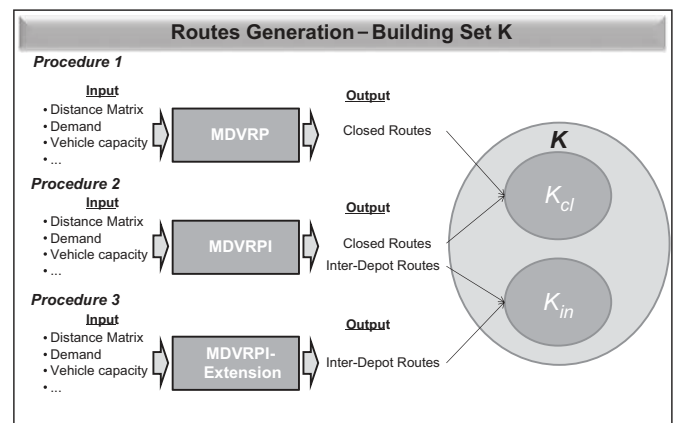 Routes Generation – Building Set K
Procedure 1
Input
• Distance Matrix
• Demand
• Vehicle capacity
• ...
MDVRP
Output
Closed Routes
Procedure 2
Input
• Distance Matrix
• Demand
• Vehicle capacity
• ...
MDVRPI
Output
Closed Routes
Inter-Depot Routes
Procedure 3
Input
• Distance Matrix
• Demand
• Vehicle capacity
• ...
MDVRPI-
Extension
Output
Inter-Depot Routes
K
K_cl
K_in